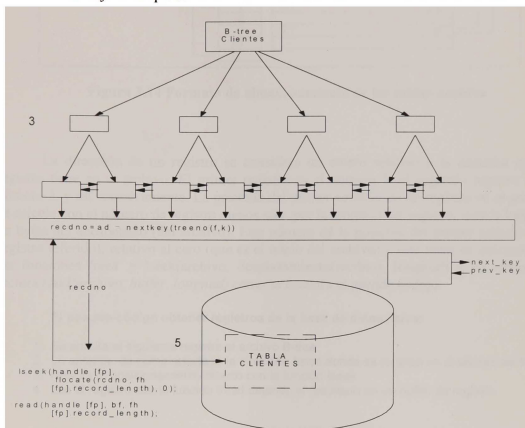 B-tree
Clientes
3
recdno=ad = nextkey(treeno(f,k))
next_key
prev_key
recdno
5
TABLA
CLIENTES
lseek(handle [fp],
flocate(rcdno, fh
[fp].record_length), 0);
read(handle [fp], bf, fh
[fp].record_length),